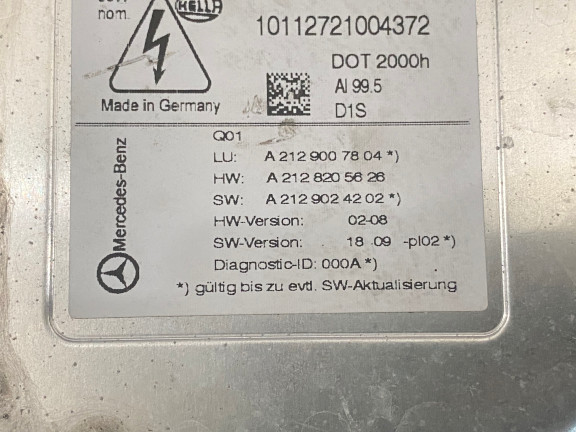 nom.
HELLA
10112721004372
DOT 2000h
Al 99.5
D1S
Made in Germany
Mercedes-Benz
Q01
LU: A 212 900 78 04 *)
HW: A 212 820 56 26
SW: A 212 902 42 02 *)
HW-Version: 02-08
SW-Version: 18 09 -pl02 *)
Diagnostic-ID: 000A *)
*) gültig bis zu evtl. SW-Aktualisierung